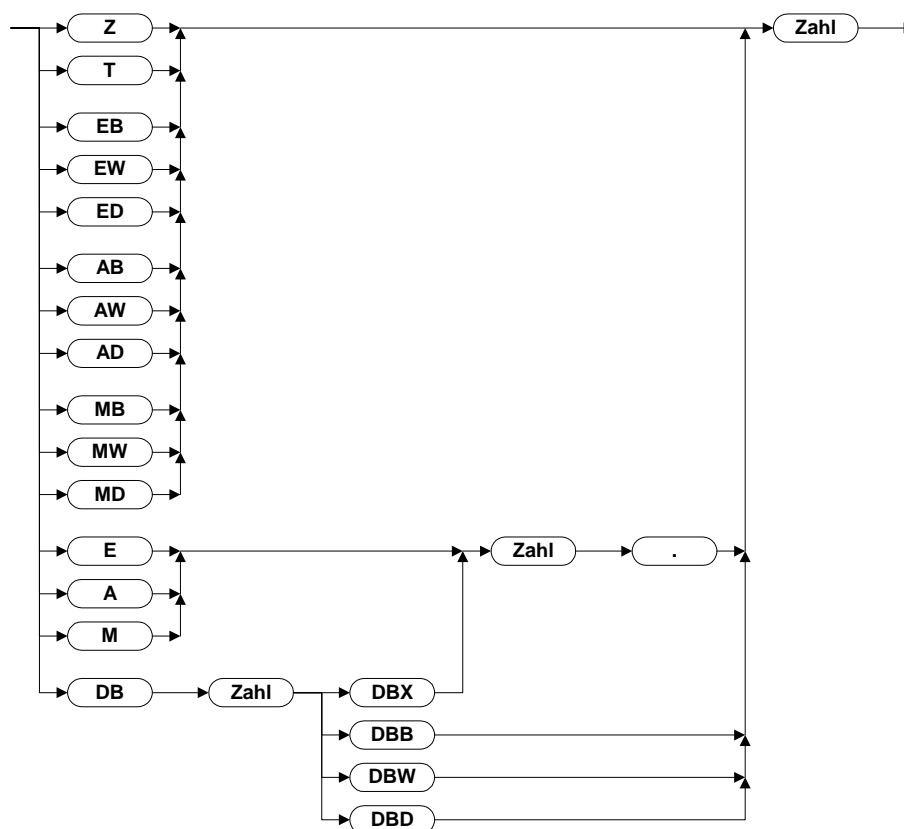 Z Zahl
T
EB
EW
ED
AB
AW
AD
MB
MW
MD
E Zahl .
A
M
DB Zahl DBX
DBB
DBW
DBD